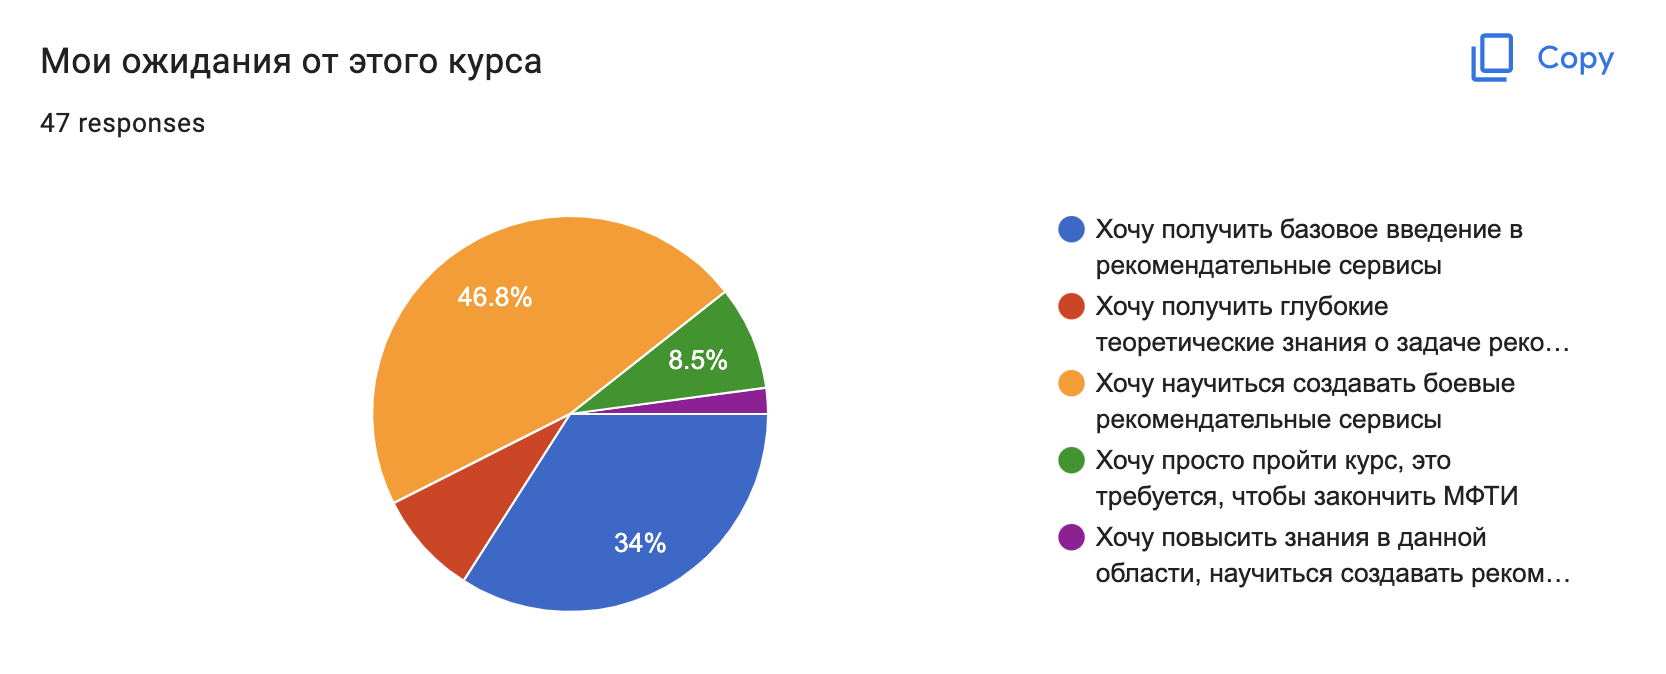 Мои ожидания от этого курса
Copy
47 responses
46.8%
8.5%
34%
Хочу получить базовое введение в
рекомендательные сервисы
Хочу получить глубокие
теоретические знания о задаче реко…
Хочу научиться создавать боевые
рекомендательные сервисы
Хочу просто пройти курс, это
требуется, чтобы закончить МФТИ
Хочу повысить знания в данной
области, научиться создавать реком…